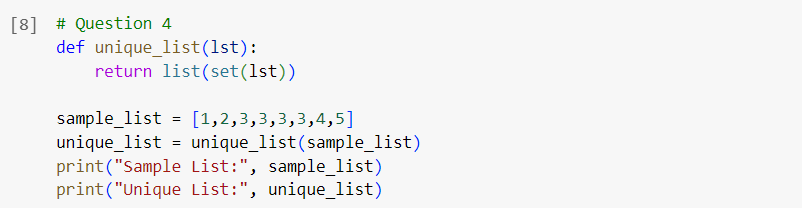 [8] # Question 4
def unique_list(lst):
    return list(set(lst))

sample_list = [1,2,3,3,3,3,4,5]
unique_list = unique_list(sample_list)
print("Sample List:", sample_list)
print("Unique List:", unique_list)